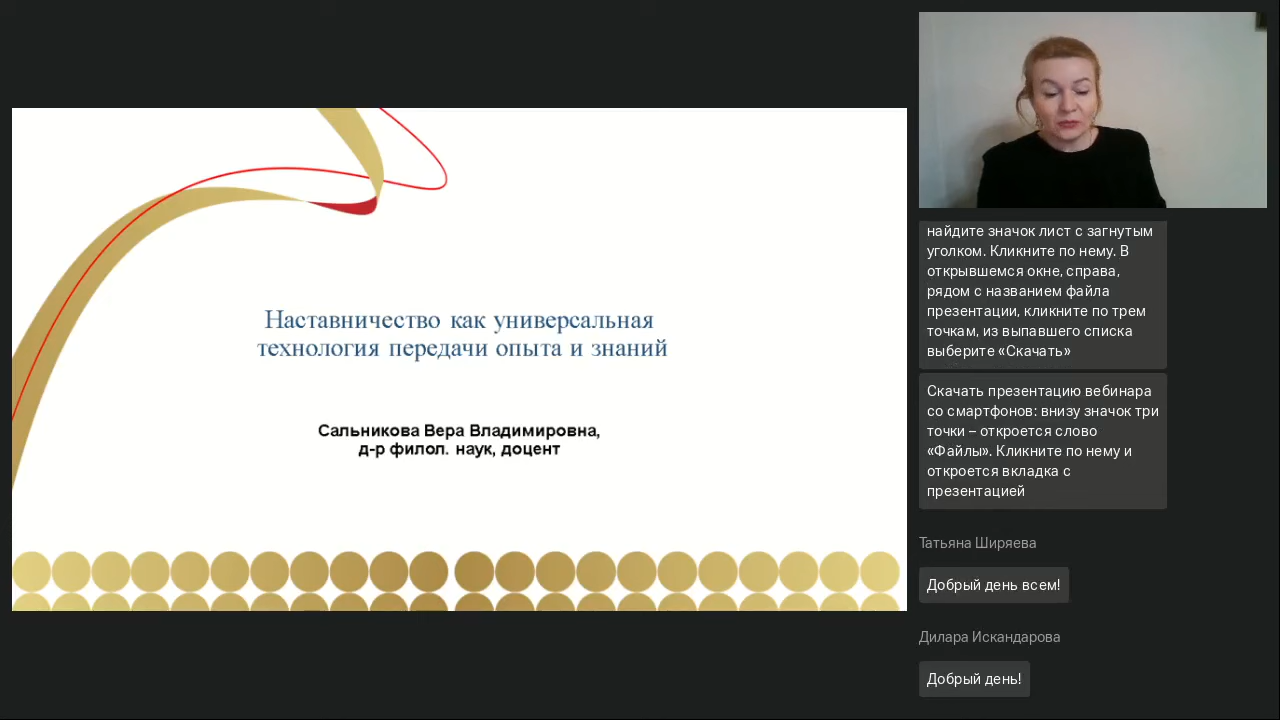 Наставничество как универсальная
технология передачи опыта и знаний
Сальникова Вера Владимировна,
д-р филол. наук, доцент
найдите значок лист с загнутым
уголком. Кликните по нему. В
открывшемся окне, справа,
рядом с названием файла
презентации, кликните по трем
точкам, из выпавшего списка
выберите «Скачать»
Скачать презентацию вебинара
со смартфонов: внизу значок три
точки – откроется слово
«Файлы». Кликните по нему и
откроется вкладка с
презентацией
Татьяна Ширяева
Добрый день всем!
Дилара Искандарова
Добрый день!